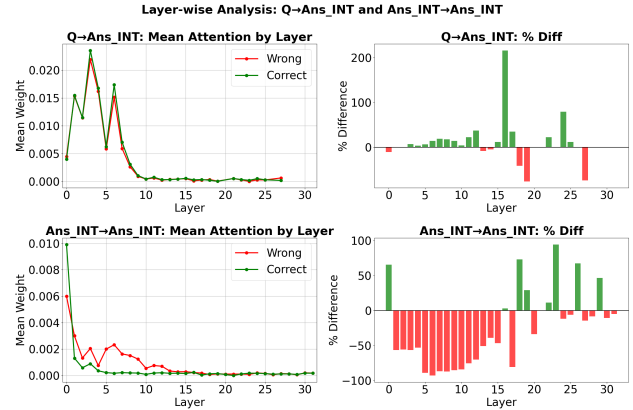 Layer-wise Analysis: Q→Ans_INT and Ans_INT→Ans_INT
Q→Ans_INT: Mean Attention by Layer
Mean Weight
0.020
0.015
0.010
0.005
0.000
Wrong
Correct
0 5 10 15 20 25 30
Layer
Q→Ans_INT: % Diff
% Difference
200
100
0
0 5 10 15 20 25 30
Layer
Ans_INT→Ans_INT: Mean Attention by Layer
Mean Weight
0.010
0.008
0.006
0.004
0.002
0.000
Wrong
Correct
0 5 10 15 20 25 30
Layer
Ans_INT→Ans_INT: % Diff
% Difference
100
50
0
−50
−100
0 5 10 15 20 25 30
Layer